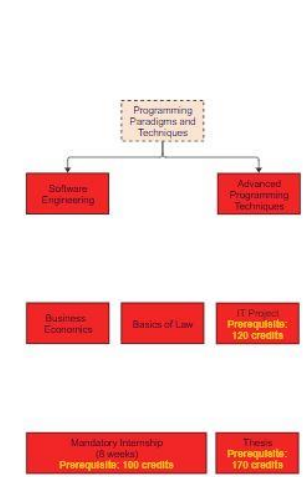 Programming
Paradigms and
Techniques
Software
Engineering
Advanced
Programming
Techniques
Business
Economics
Basics of Law
IT Project
Prerequisite:
120 credits
Mandatory Internship
(8 weeks)
Prerequisite: 100 credits
Thesis
Prerequisite:
170 credits